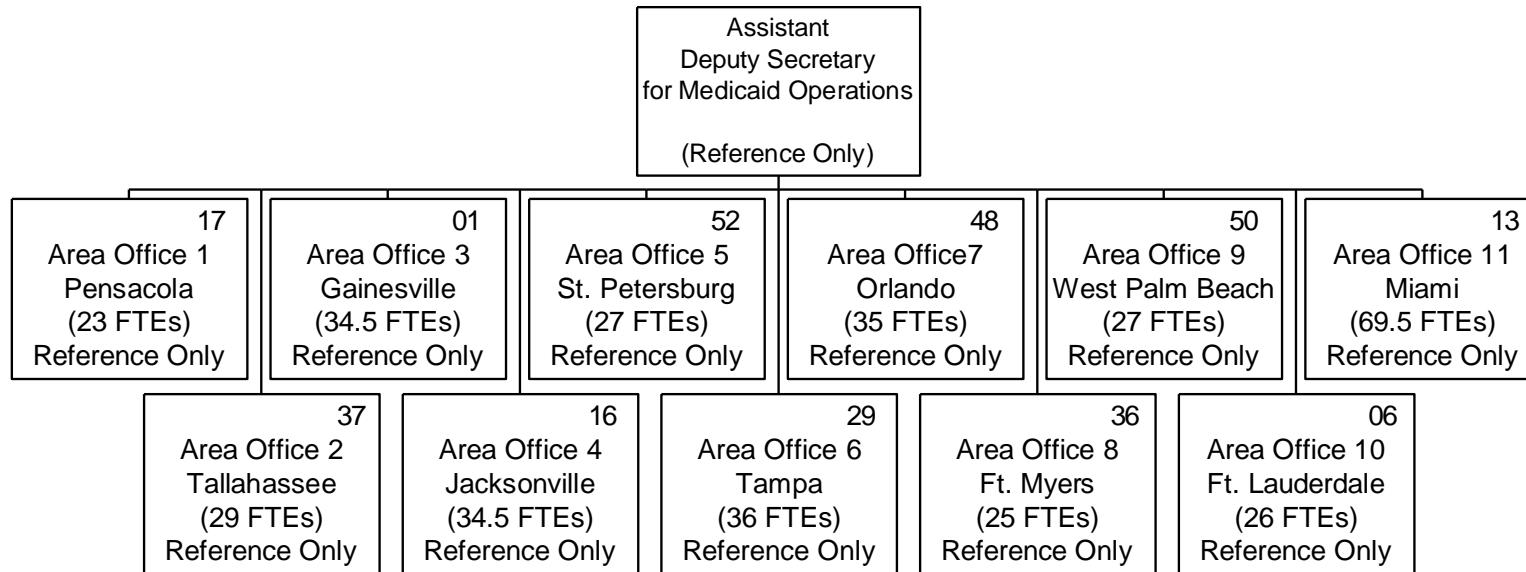 Assistant
Deputy Secretary
for Medicaid Operations
(Reference Only)
17
Area Office 1
Pensacola
(23 FTEs)
Reference Only
01
Area Office 3
Gainesville
(34.5 FTEs)
Reference Only
52
Area Office 5
St. Petersburg
(27 FTEs)
Reference Only
48
Area Office7
Orlando
(35 FTEs)
Reference Only
50
Area Office 9
West Palm Beach
(27 FTEs)
Reference Only
13
Area Office 11
Miami
(69.5 FTEs)
Reference Only
37
Area Office 2
Tallahassee
(29 FTEs)
Reference Only
16
Area Office 4
Jacksonville
(34.5 FTEs)
Reference Only
29
Area Office 6
Tampa
(36 FTEs)
Reference Only
36
Area Office 8
Ft. Myers
(25 FTEs)
Reference Only
06
Area Office 10
Ft. Lauderdale
(26 FTEs)
Reference Only